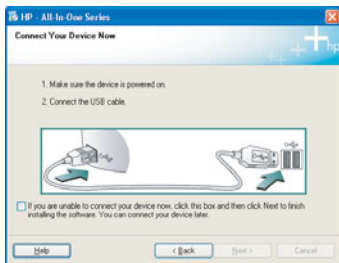 HP - All-In-One Series
Connect Your Device Now
hp
1. Make sure the device is powered on.
2. Connect the USB cable.
If you are unable to connect your device now, click this box and then click Next to finish
installing the software. You can connect your device later.
Help
< Back
Next >
Cancel